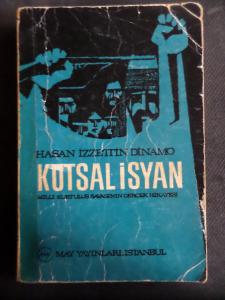 HASAN İZZETTİN DİNAMO
KUTSAL İSYAN
MİLLİ KURTULUŞ SAVAŞININ GERÇEK HİKAYESİ
MAY YAYINLARI. İSTANBUL